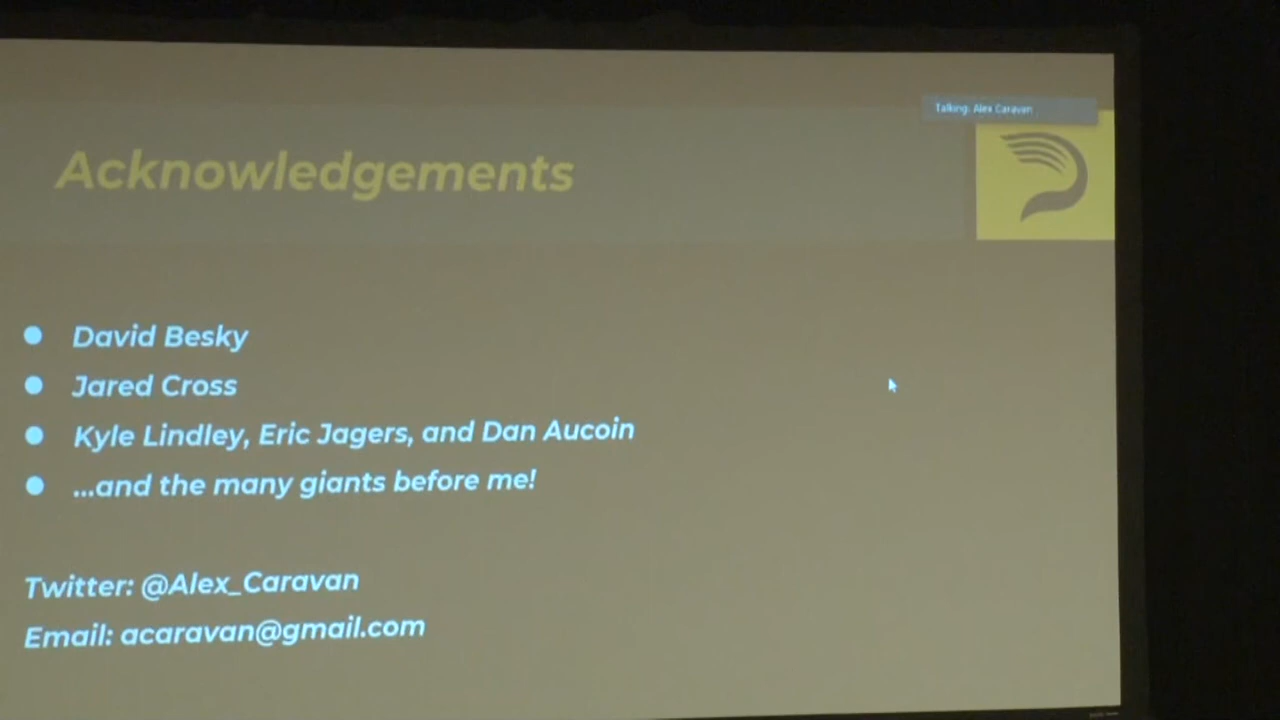 Talking: Alex Caravan
Acknowledgements
David Besky
Jared Cross
Kyle Lindley, Eric Jagers, and Dan Aucoin
...and the many giants before me!
Twitter: @Alex_Caravan
Email: acaravan@gmail.com